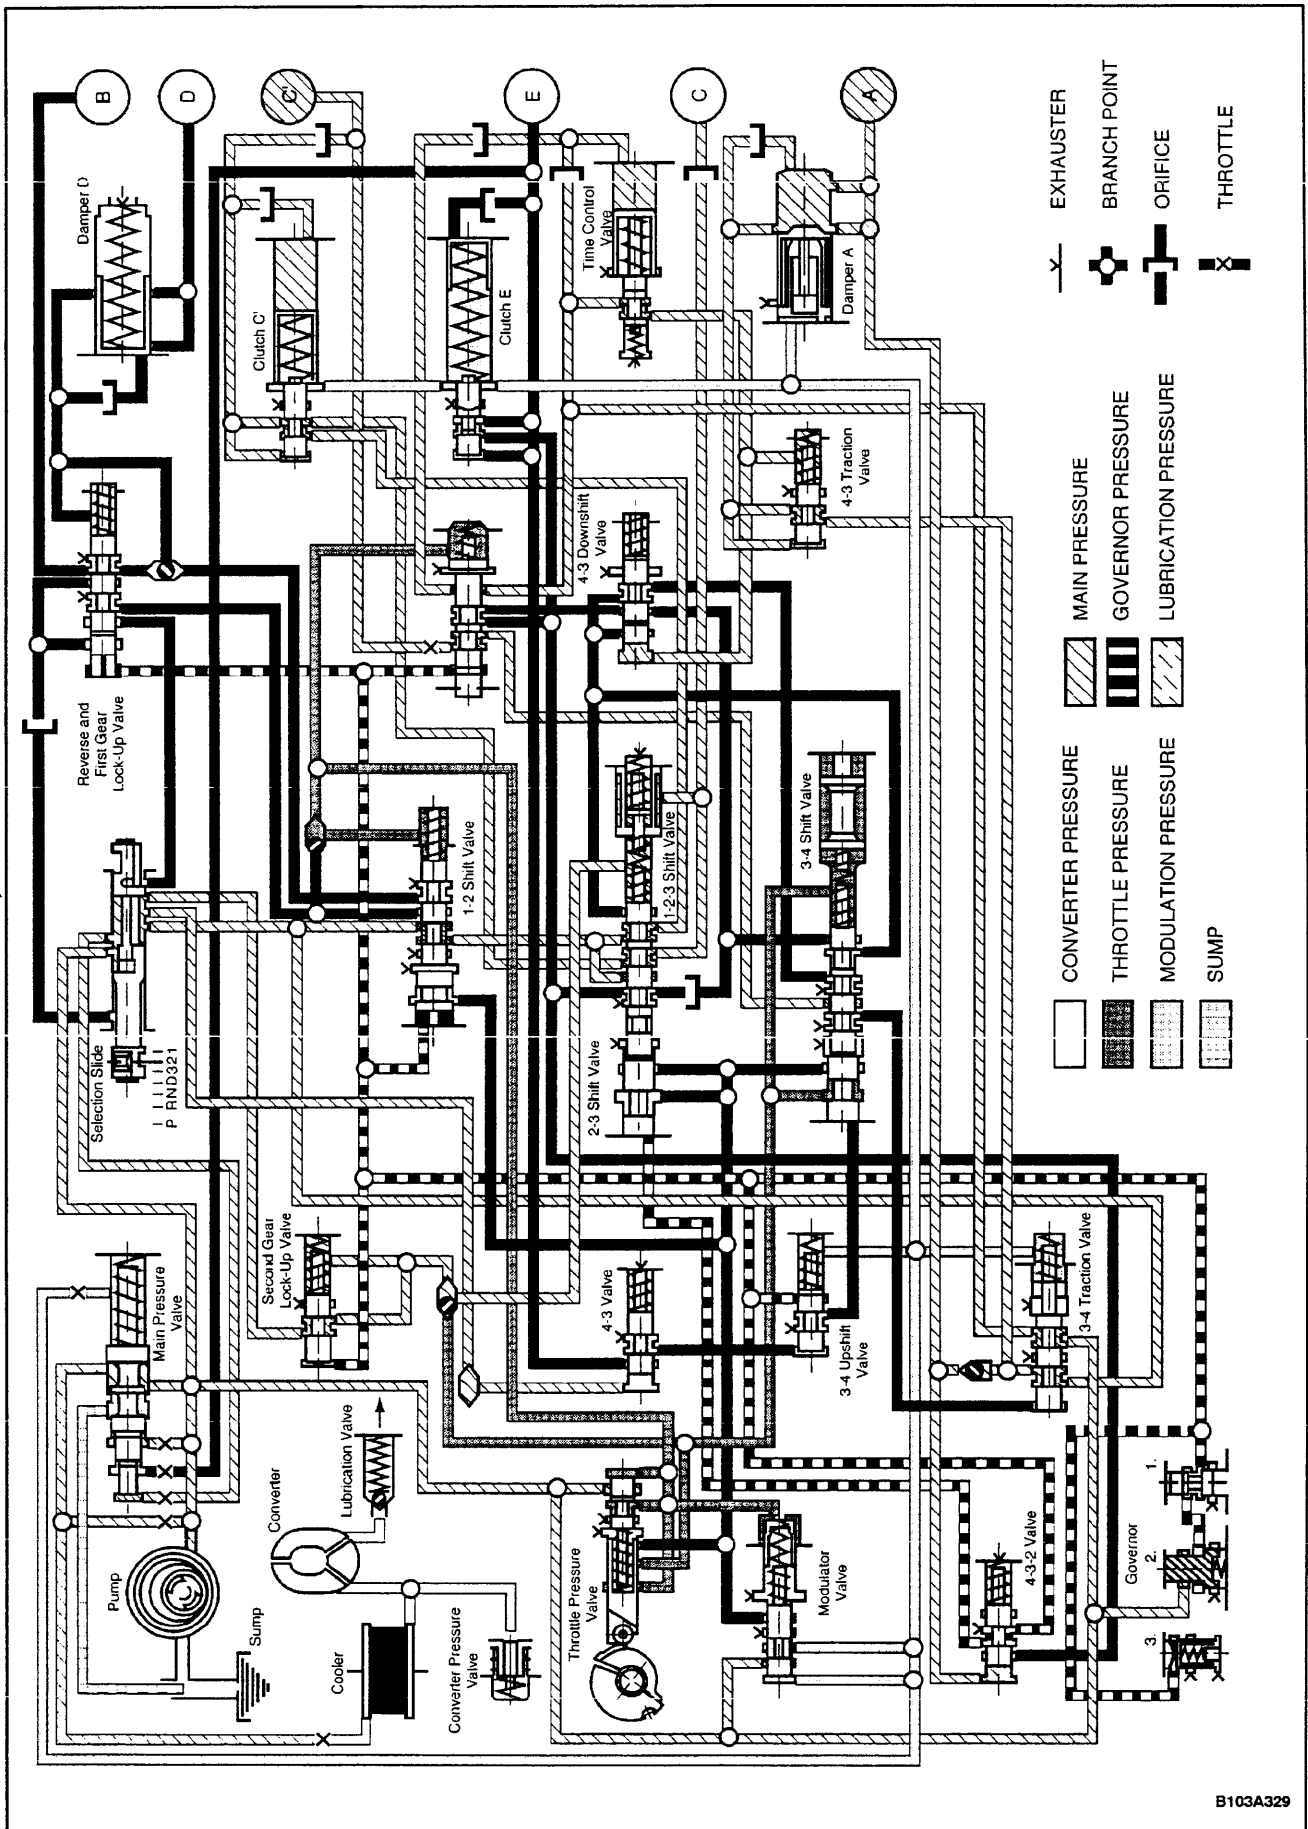 B
D
C'
E
C
A
Damper D
Clutch C'
Clutch E
Time Control
Valve
Damper A
Reverse and
First Gear
Lock-Up Valve
4-3 Downshift
Valve
4-3 Traction
Valve
Selection Slide
P RND321
1-2 Shift Valve
1-2-3 Shift Valve
2-3 Shift Valve
3-4 Shift Valve
Main Pressure
Valve
Second Gear
Lock-Up Valve
4-3 Valve
3-4 Upshift
Valve
3-4 Traction Valve
Pump
Sump
Converter
Lubrication Valve
Cooler
Converter Pressure
Valve
Throttle Pressure
Valve
Modulator
Valve
4-3-2 Valve
Governor
1.
2.
3.
CONVERTER PRESSURE
THROTTLE PRESSURE
MODULATION PRESSURE
SUMP
MAIN PRESSURE
GOVERNOR PRESSURE
LUBRICATION PRESSURE
EXHAUSTER
BRANCH POINT
ORIFICE
THROTTLE
B103A329